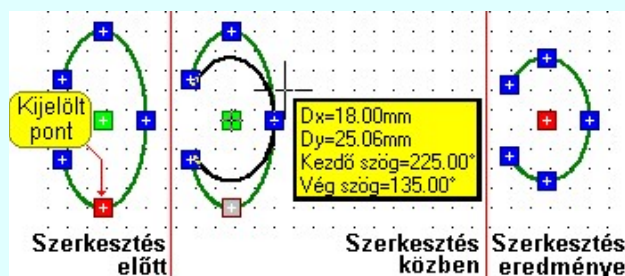 Kijelölt
pont
Dx=18.00mm
Dy=25.06mm
Kezdő szög=225.00°
Vég szög=135.00°
Szerkesztés
előtt
Szerkesztés
közben
Szerkesztés
eredménye